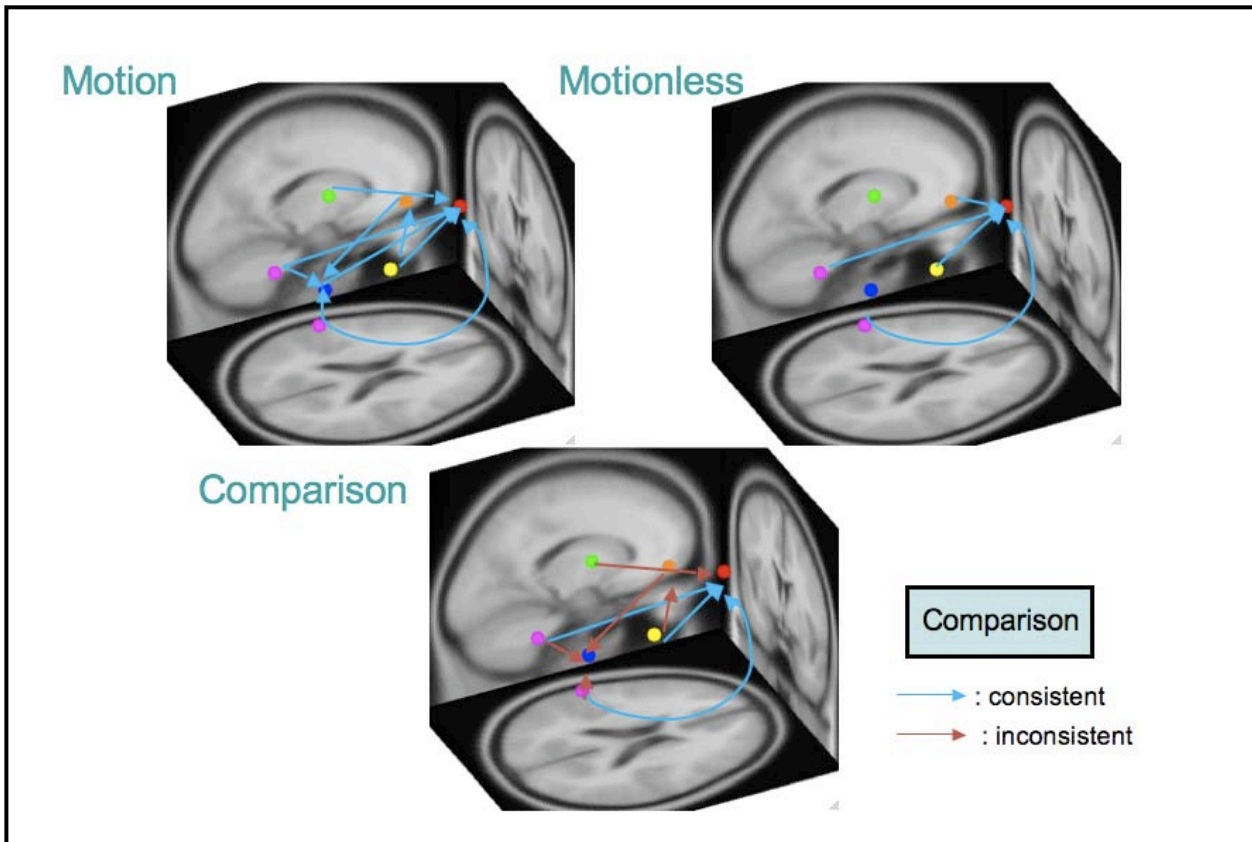 Motion
Motionless
Comparison
Comparison
: consistent
: inconsistent